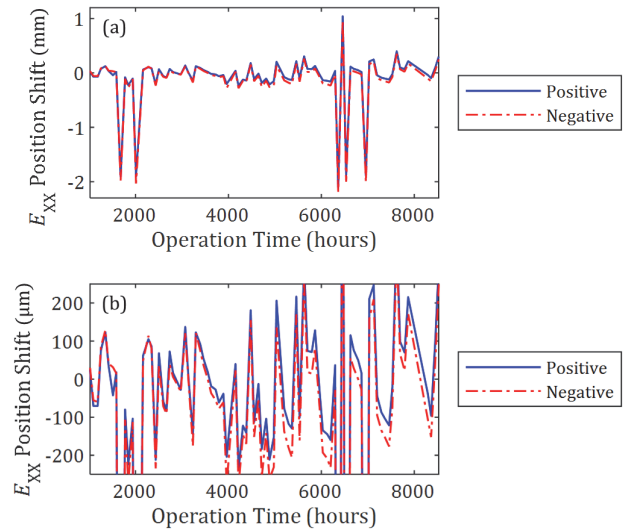 (a)
E_XX Position Shift (mm)
1
0
-1
-2
2000 4000 6000 8000
Operation Time (hours)
Positive
Negative
(b)
E_XX Position Shift (μm)
200
100
0
-100
-200
2000 4000 6000 8000
Operation Time (hours)
Positive
Negative